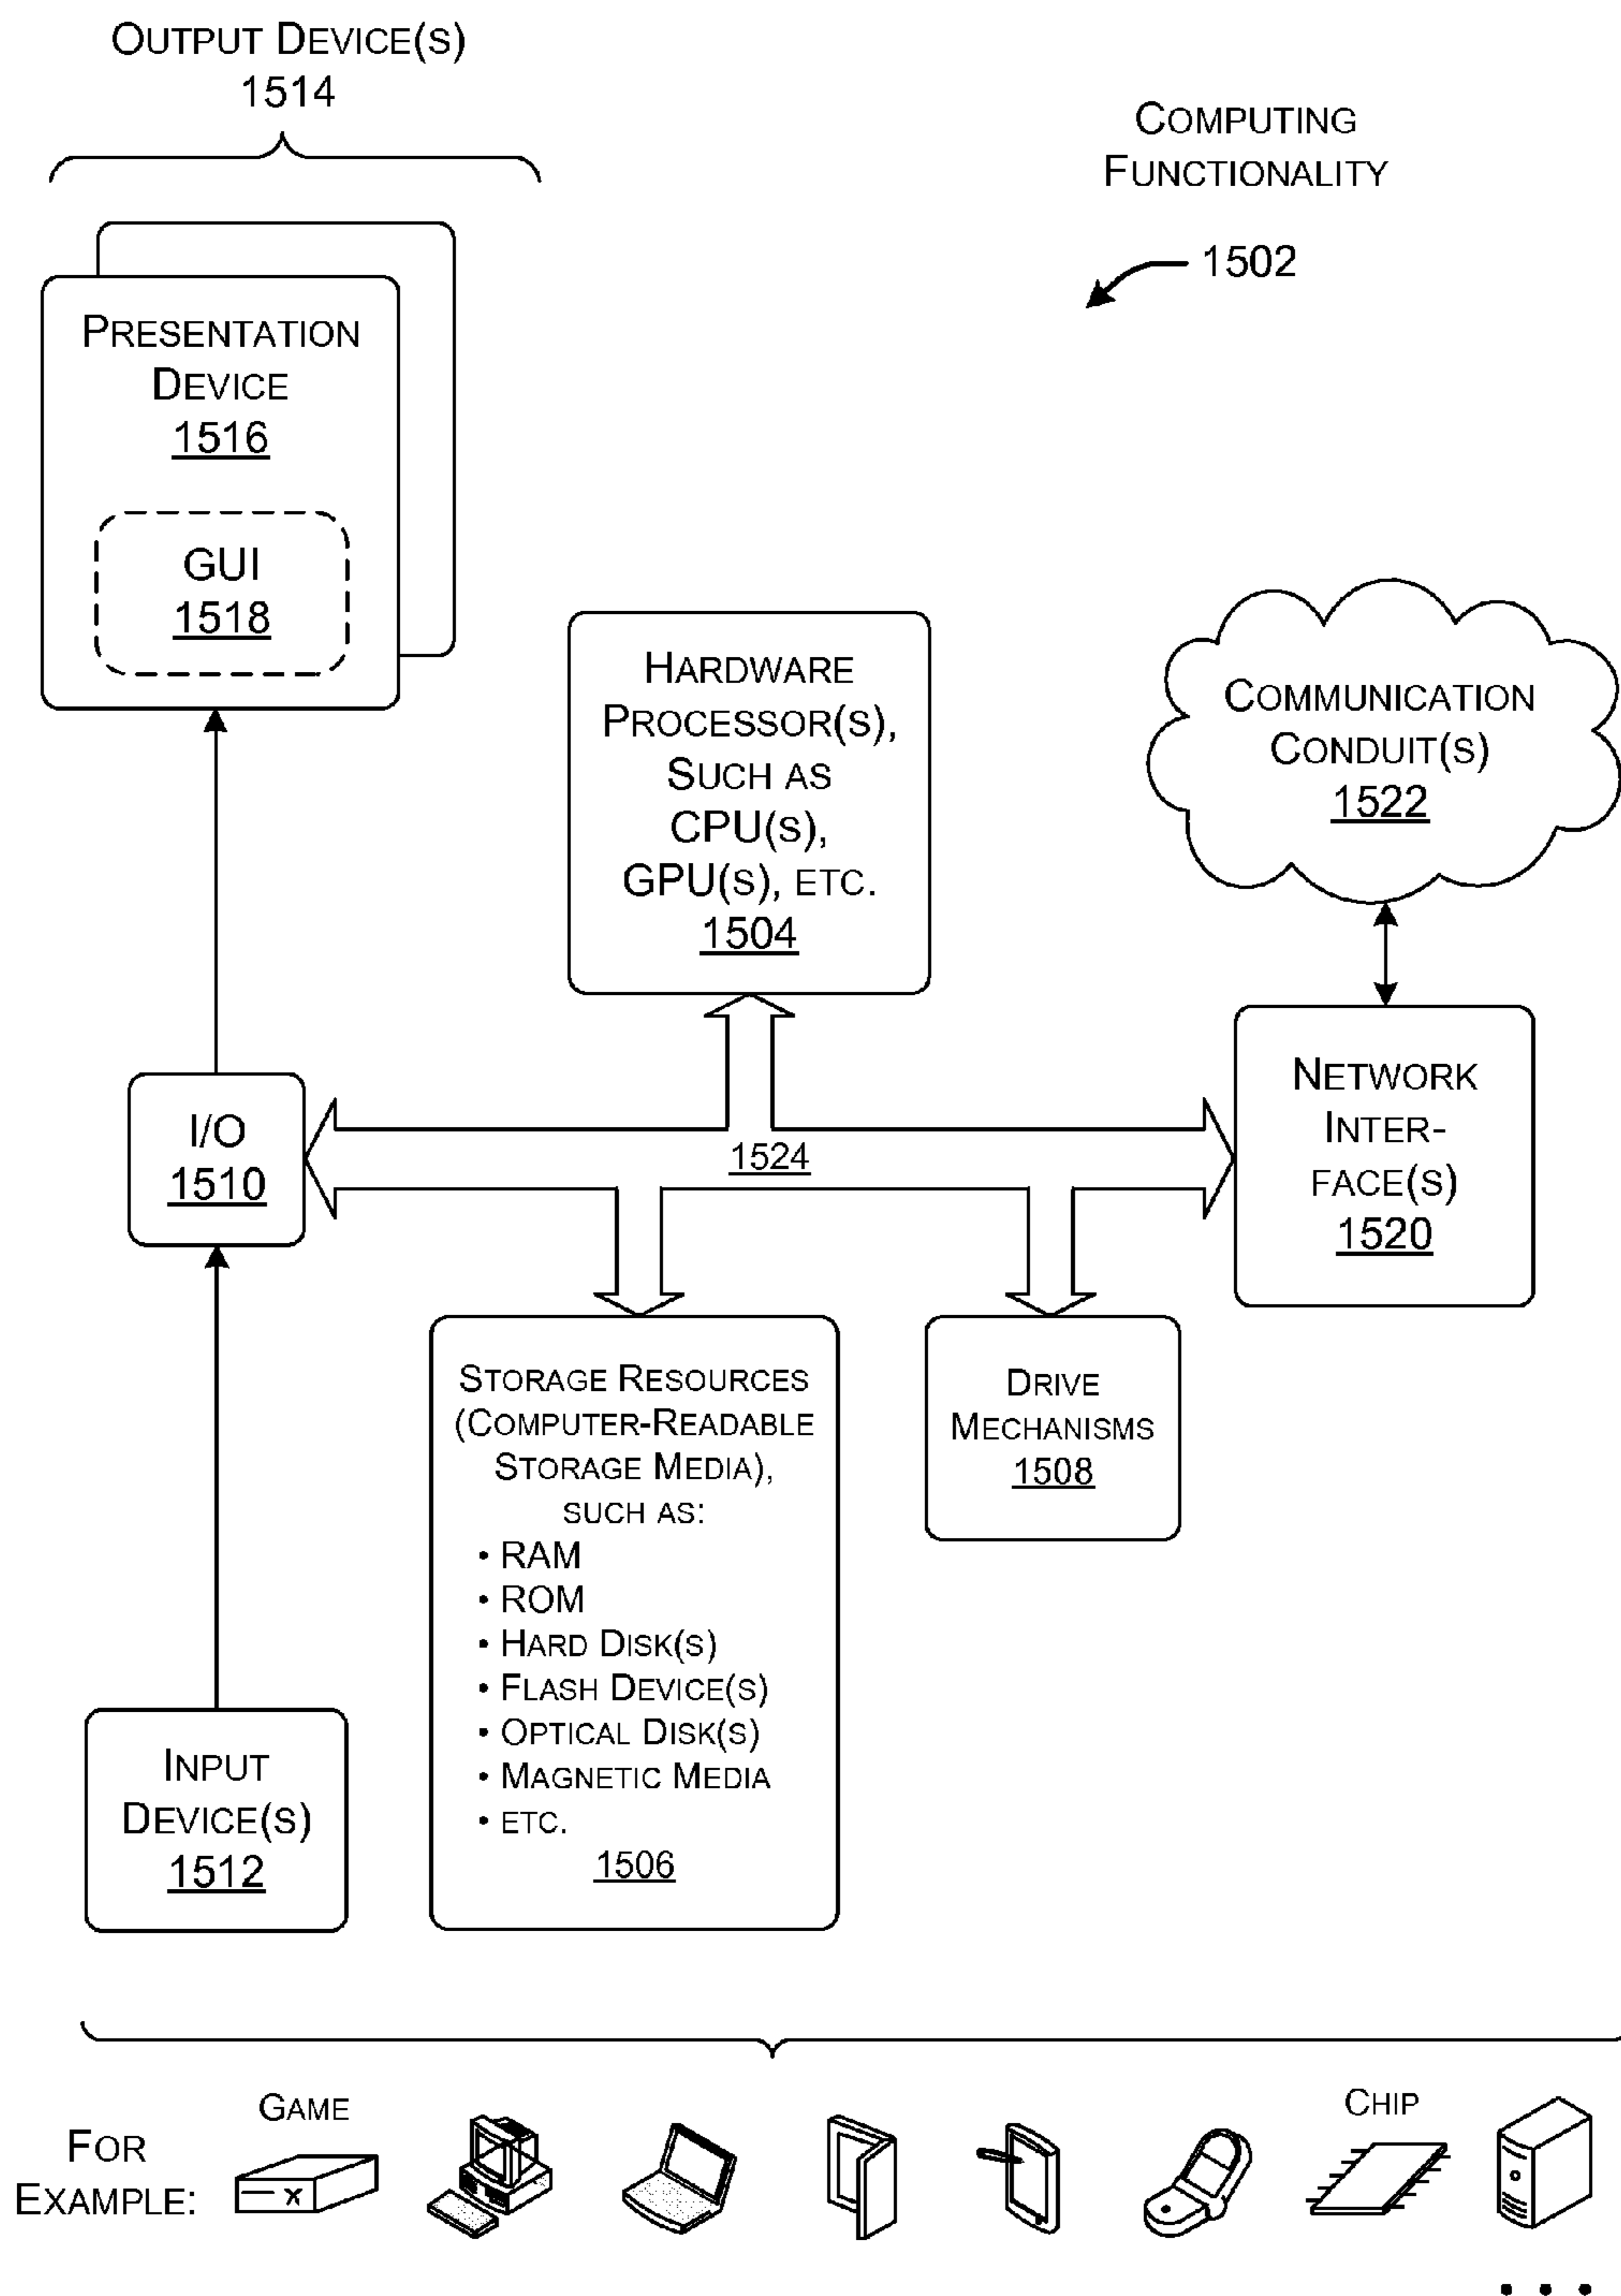 OUTPUT DEVICE(S)
1514
COMPUTING
FUNCTIONALITY
1502
PRESENTATION
DEVICE
1516
GUI
1518
HARDWARE
PROCESSOR(S),
SUCH AS
CPU(S),
GPU(S), ETC.
1504
COMMUNICATION
CONDUIT(S)
1522
I/O
1510
1524
NETWORK
INTER-
FACE(S)
1520
STORAGE RESOURCES
(COMPUTER-READABLE
STORAGE MEDIA),
SUCH AS:
• RAM
• ROM
• HARD DISK(S)
• FLASH DEVICE(S)
• OPTICAL DISK(S)
• MAGNETIC MEDIA
• ETC.
1506
DRIVE
MECHANISMS
1508
INPUT
DEVICE(S)
1512
FOR
EXAMPLE:
GAME
X
CHIP
• • •